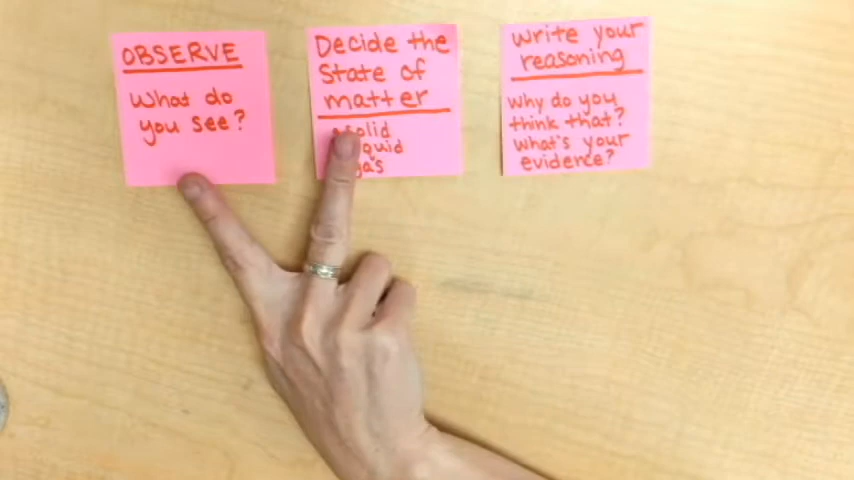 OBSERVE
What do
you see?
Decide the
State of
matter
solid
quid
gas
Write your
reasoning
Why do you
think that?
What's your
evidence?